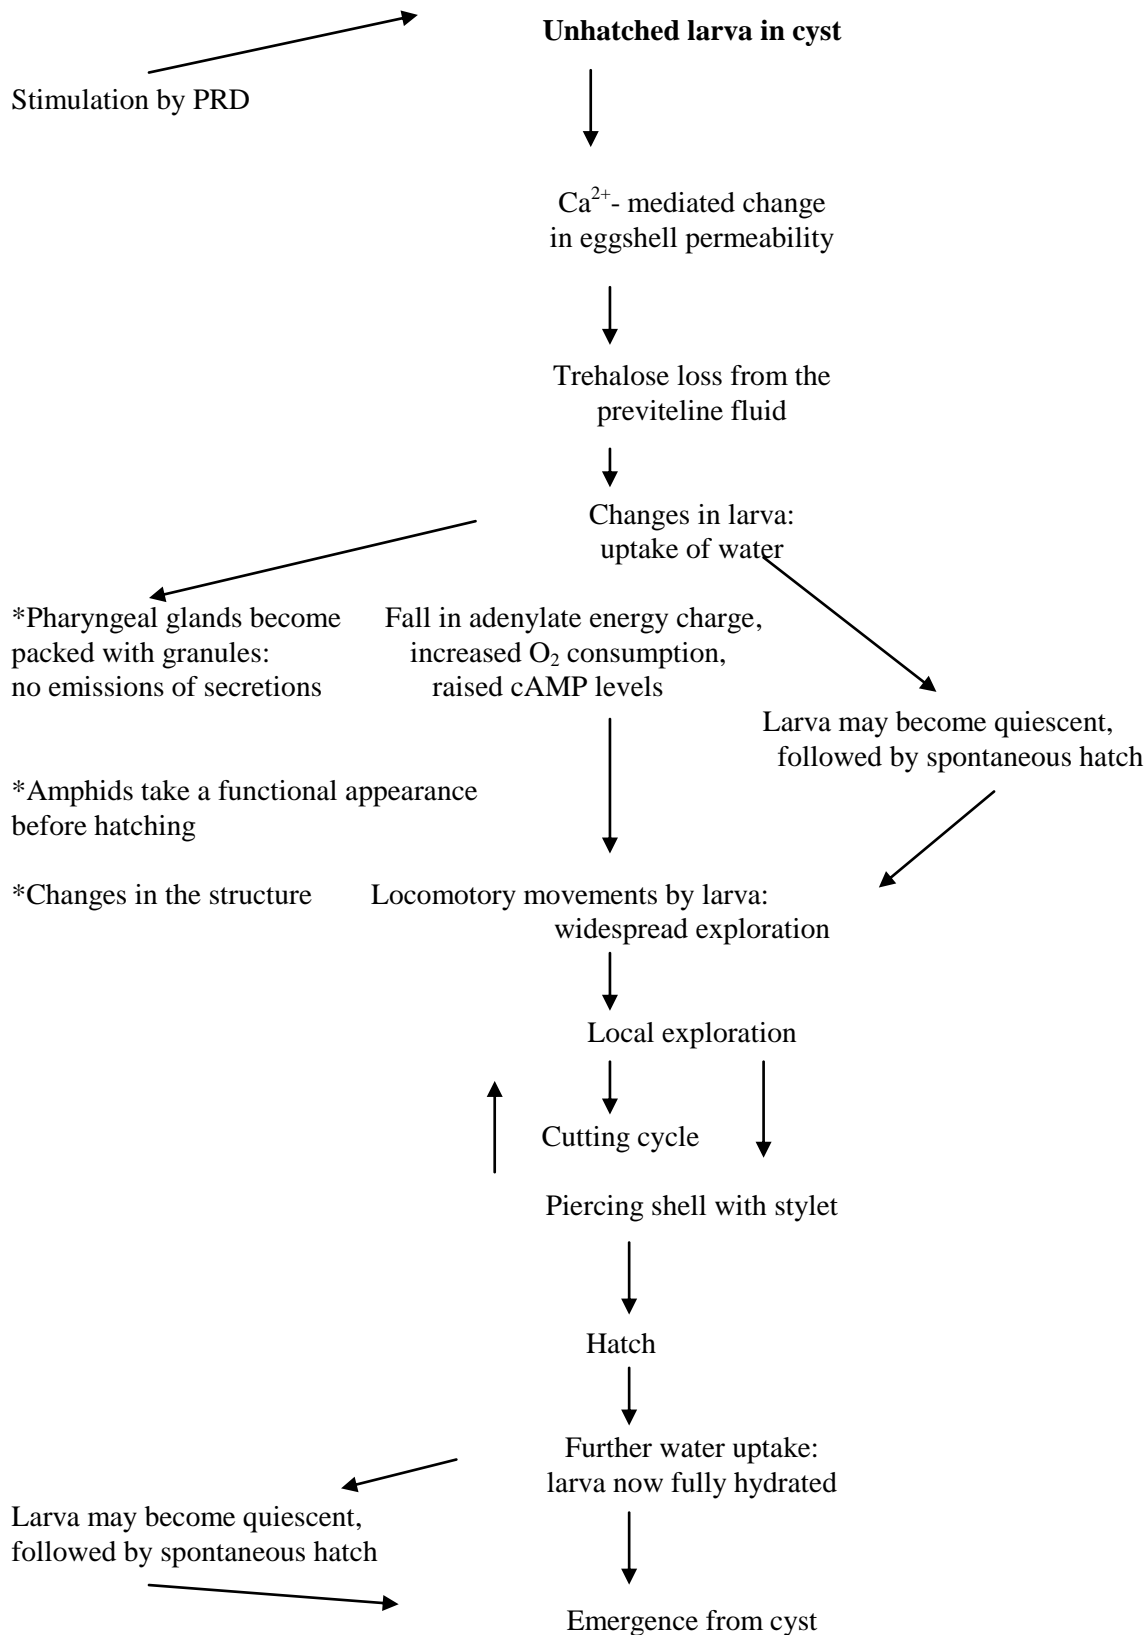 Unhatched larva in cyst
Stimulation by PRD
Ca²⁺- mediated change
in eggshell permeability
Trehalose loss from the
previteline fluid
Changes in larva:
uptake of water
*Pharyngeal glands become
packed with granules:
no emissions of secretions
Fall in adenylate energy charge,
increased O₂ consumption,
raised cAMP levels
Larva may become quiescent,
followed by spontaneous hatch
*Amphids take a functional appearance
before hatching
*Changes in the structure
Locomotory movements by larva:
widespread exploration
Local exploration
Cutting cycle
Piercing shell with stylet
Hatch
Further water uptake:
larva now fully hydrated
Larva may become quiescent,
followed by spontaneous hatch
Emergence from cyst